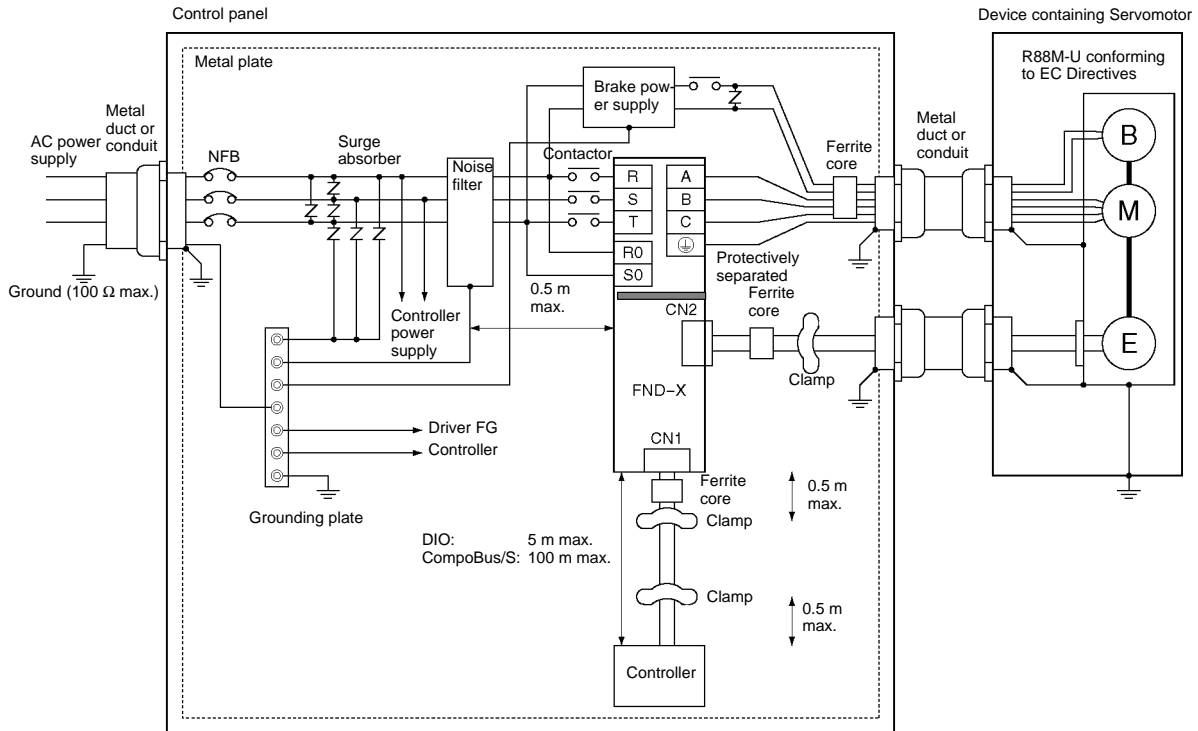 Control panel
Device containing Servomotor
Metal plate
R88M-U conforming
to EC Directives
Brake pow-
er supply
Metal
duct or
conduit
AC power
supply
NFB
Surge
absorber
Noise
filter
Contactor
Ferrite
core
Metal
duct or
conduit
B
M
E
R
S
T
R0
S0
A
B
C
Protectively
separated
Ferrite
core
Ground (100 Ω max.)
0.5 m
max.
Controller
power
supply
CN2
Clamp
FND-X
Driver FG
Controller
CN1
Grounding plate
Ferrite
core
0.5 m
max.
Clamp
DIO: 5 m max.
CompoBus/S: 100 m max.
Clamp
0.5 m
max.
Controller